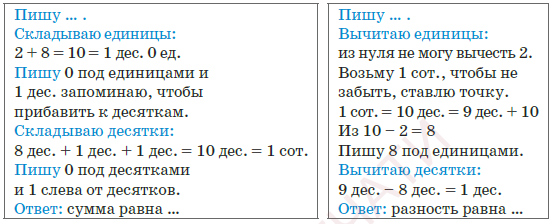 Пишу ... .
Складываю единицы:
2 + 8 = 10 = 1 дес. 0 ед.
Пишу 0 под единицами и
1 дес. запоминаю, чтобы
прибавить к десяткам.
Складываю десятки:
8 дес. + 1 дес. + 1 дес. = 10 дес. = 1 сот.
Пишу 0 под десятками
и 1 слева от десятков.
Ответ: сумма равна ...
Пишу ... .
Вычитаю единицы:
из нуля не могу вычесть 2.
Возьму 1 сот., чтобы не
забыть, ставлю точку.
1 сот. = 10 дес. = 9 дес. + 10
Из 10 – 2 = 8
Пишу 8 под единицами.
Вычитаю десятки:
9 дес. – 8 дес. = 1 дес.
Ответ: разность равна ...